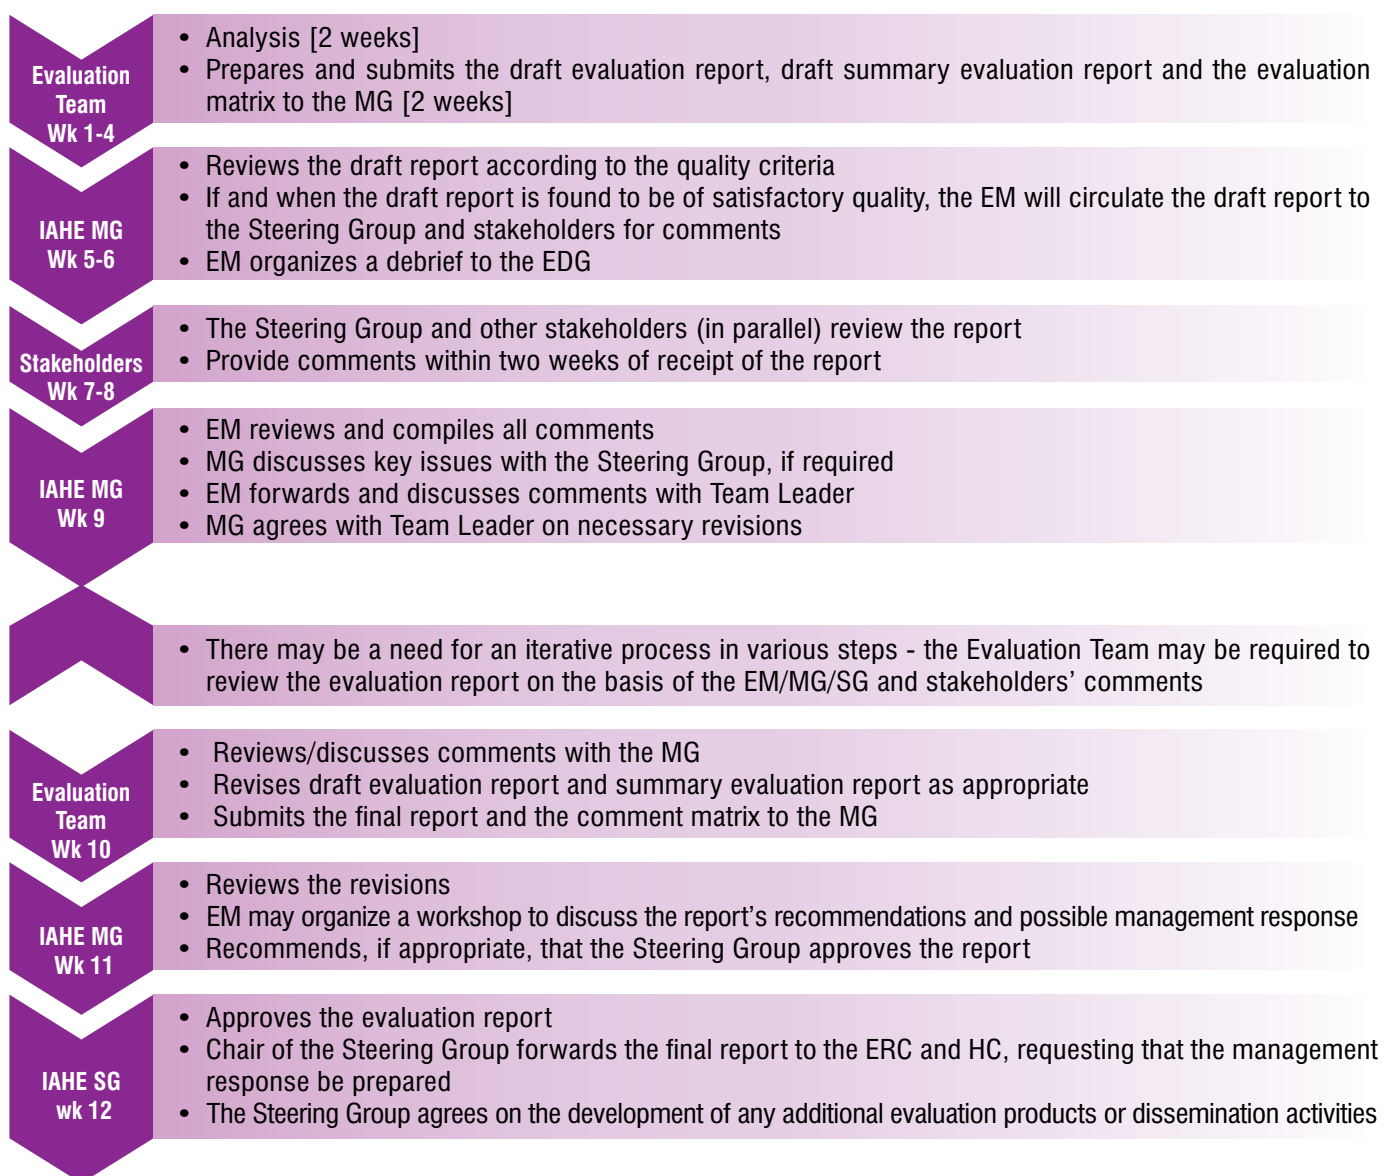 Evaluation
Team
Wk 1-4
• Analysis [2 weeks]
• Prepares and submits the draft evaluation report, draft summary evaluation report and the evaluation
matrix to the MG [2 weeks]
IAHE MG
Wk 5-6
• Reviews the draft report according to the quality criteria
• If and when the draft report is found to be of satisfactory quality, the EM will circulate the draft report to
the Steering Group and stakeholders for comments
• EM organizes a debrief to the EDG
Stakeholders
Wk 7-8
• The Steering Group and other stakeholders (in parallel) review the report
• Provide comments within two weeks of receipt of the report
IAHE MG
Wk 9
• EM reviews and compiles all comments
• MG discusses key issues with the Steering Group, if required
• EM forwards and discusses comments with Team Leader
• MG agrees with Team Leader on necessary revisions
• There may be a need for an iterative process in various steps - the Evaluation Team may be required to
review the evaluation report on the basis of the EM/MG/SG and stakeholders’ comments
Evaluation
Team
Wk 10
• Reviews/discusses comments with the MG
• Revises draft evaluation report and summary evaluation report as appropriate
• Submits the final report and the comment matrix to the MG
IAHE MG
Wk 11
• Reviews the revisions
• EM may organize a workshop to discuss the report’s recommendations and possible management response
• Recommends, if appropriate, that the Steering Group approves the report
IAHE SG
wk 12
• Approves the evaluation report
• Chair of the Steering Group forwards the final report to the ERC and HC, requesting that the management
response be prepared
• The Steering Group agrees on the development of any additional evaluation products or dissemination activities